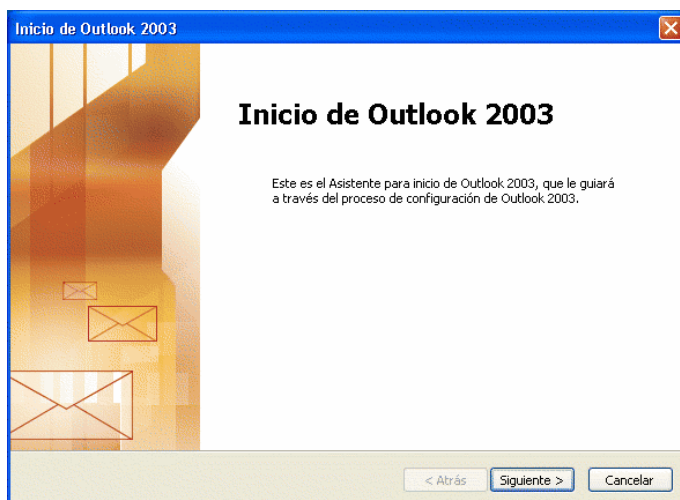 Inicio de Outlook 2003
Inicio de Outlook 2003
Este es el Asistente para inicio de Outlook 2003, que le guiará
a través del proceso de configuración de Outlook 2003.
< Atrás Siguiente > Cancelar